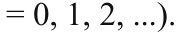 = 0, 1, 2, ...).